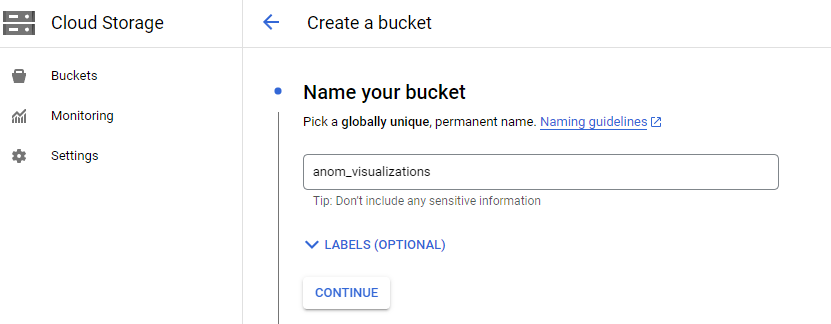 Cloud Storage
Create a bucket
Buckets
Monitoring
Settings
Name your bucket
Pick a globally unique, permanent name. Naming guidelines
anom_visualizations
Tip: Don't include any sensitive information
LABELS (OPTIONAL)
CONTINUE